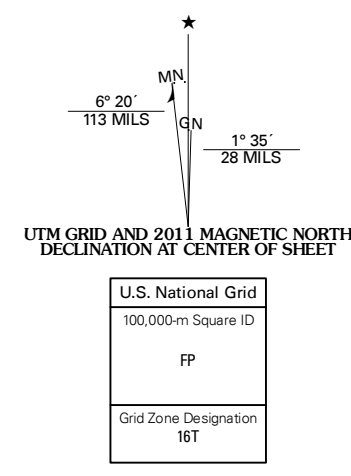 ★
M.N.
6° 20´
113 MILS
GN
1° 35´
28 MILS
UTM GRID AND 2011 MAGNETIC NORTH
DECLINATION AT CENTER OF SHEET
U.S. National Grid
100,000-m Square ID
FP
Grid Zone Designation
16T